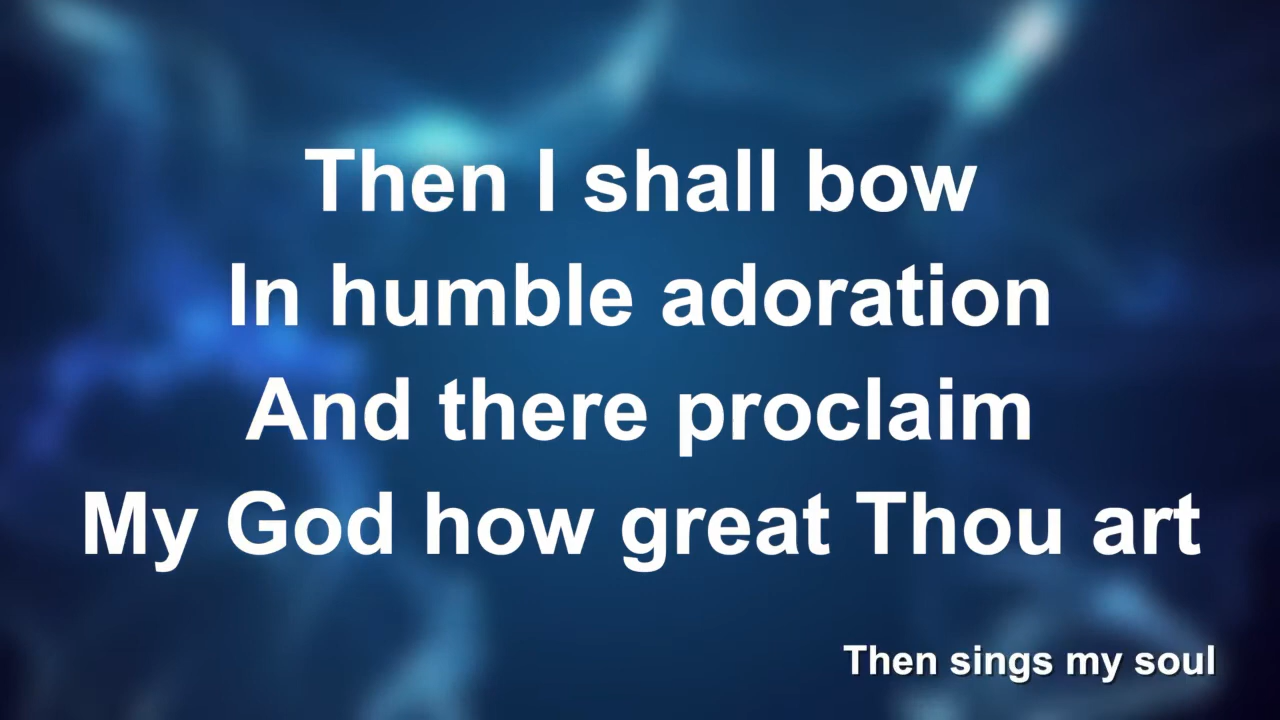 Then I shall bow
In humble adoration
And there proclaim
My God how great Thou art
Then sings my soul